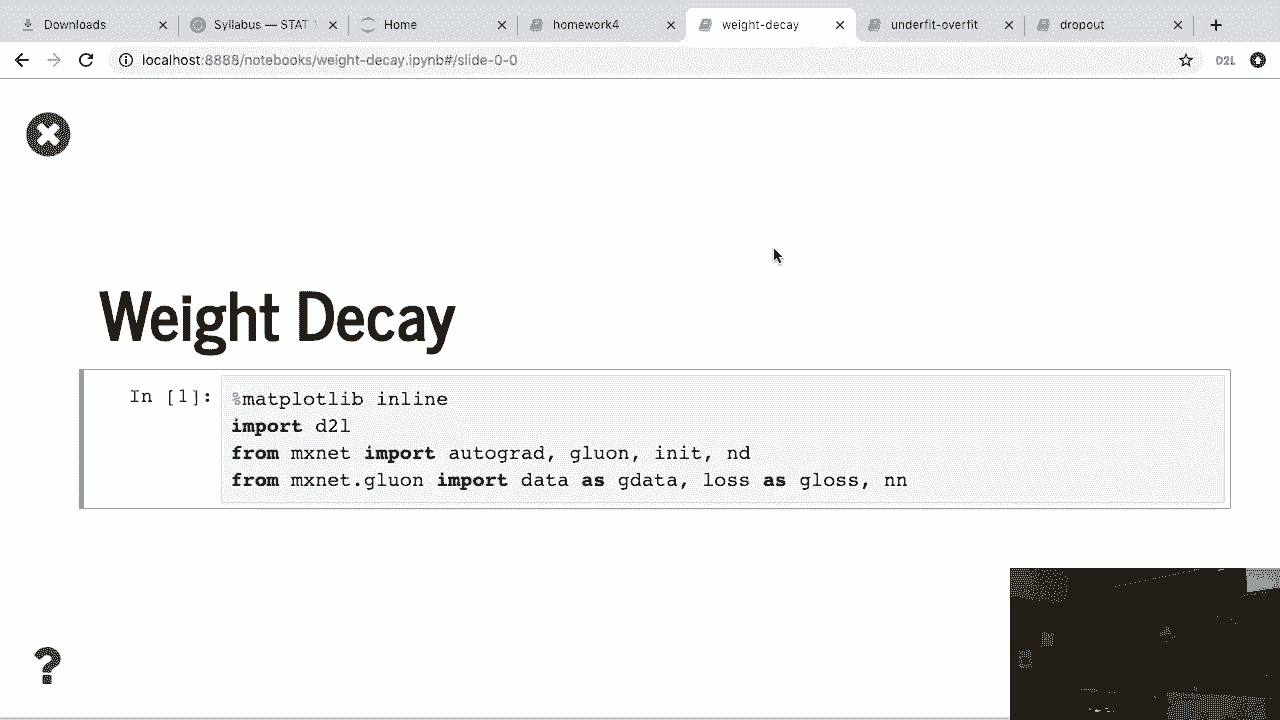 Downloads
Syllabus — STAT
Home
homework4
weight-decay
underfit-overfit
dropout
localhost:8888/notebooks/weight-decay.ipynb#/slide-0-0
D2L
Weight Decay
In [1]:
%matplotlib inline
import d2l
from mxnet import autograd, gluon, init, nd
from mxnet.gluon import data as gdata, loss as gloss, nn
?